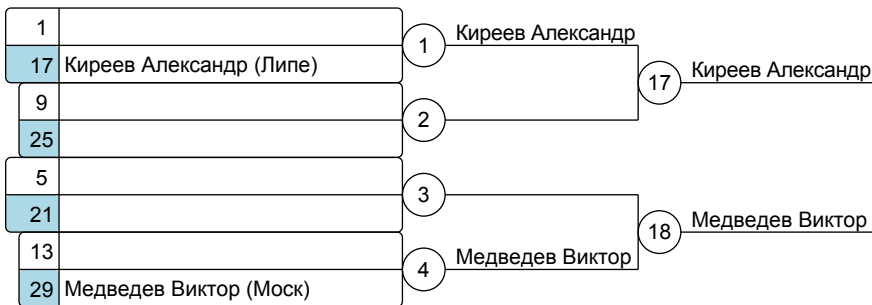 1
1 Киреев Александр
17 Киреев Александр (Липе)
17 Киреев Александр
9
2
25
5
3
21
18 Медведев Виктор
13
4 Медведев Виктор
29 Медведев Виктор (Моск)